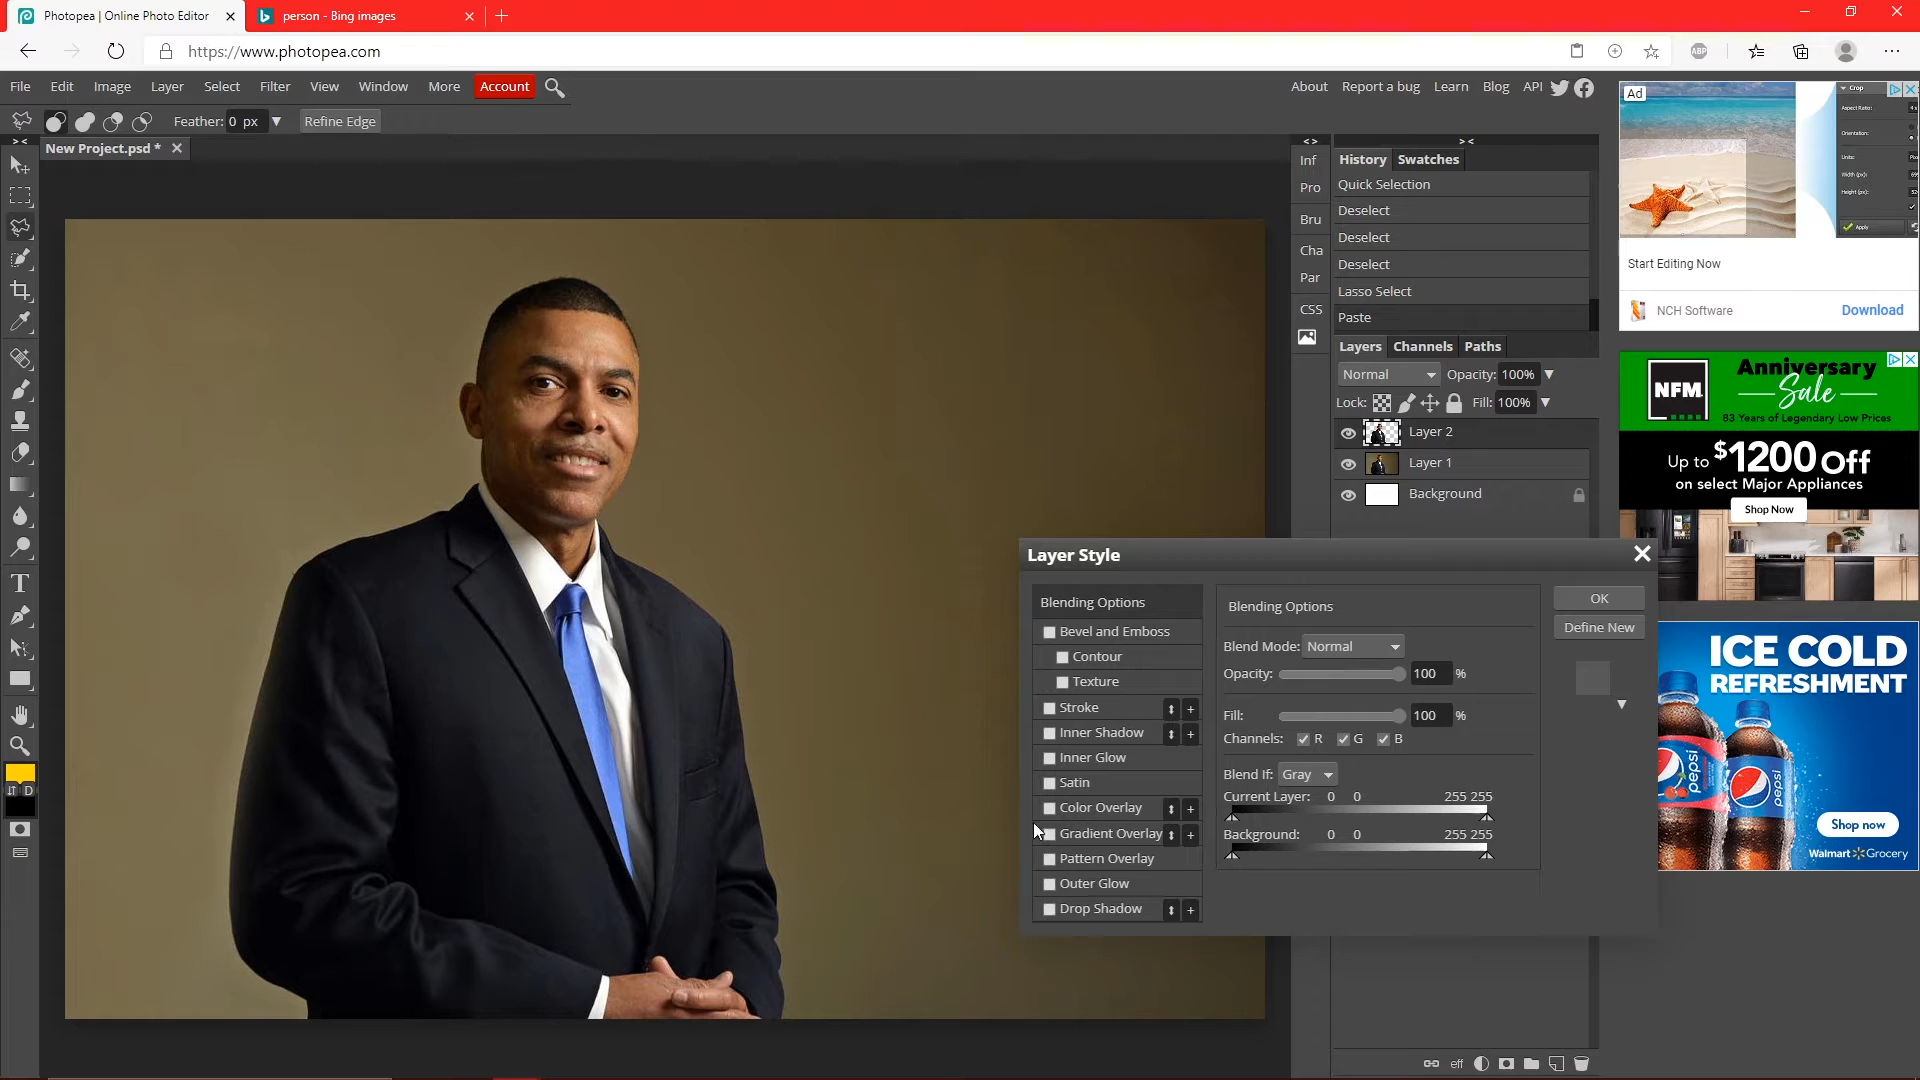 Photopea | Online Photo Editor
person - Bing images
https://www.photopea.com
ABP
File Edit Image Layer Select Filter View Window More Account
About Report a bug Learn Blog API
Feather: 0 px Refine Edge
New Project.psd *
Inf
Pro
Bru
Cha
Par
CSS
History Swatches
Quick Selection
Deselect
Deselect
Deselect
Lasso Select
Paste
Layers Channels Paths
Normal Opacity: 100%
Lock: Fill: 100%
Layer 2
Layer 1
Background
Layer Style
Blending Options
Bevel and Emboss
Contour
Texture
Stroke
Inner Shadow
Inner Glow
Satin
Color Overlay
Gradient Overlay
Pattern Overlay
Outer Glow
Drop Shadow
Blending Options
Blend Mode: Normal
Opacity: 100 %
Fill: 100 %
Channels: R G B
Blend If: Gray
Current Layer: 0 0 255 255
Background: 0 0 255 255
OK
Define New
T
D
eff
Ad
Crop
Aspect Ratio:
Orientation:
Units:
Width (px):
Height (px):
Apply
Start Editing Now
NCH Software
Download
NFM
Anniversary
Sale
83 Years of Legendary Low Prices
Up to $1200 Off
on select Major Appliances
Shop Now
ICE COLD
REFRESHMENT
pepsi
pepsi
Shop now
Walmart Grocery